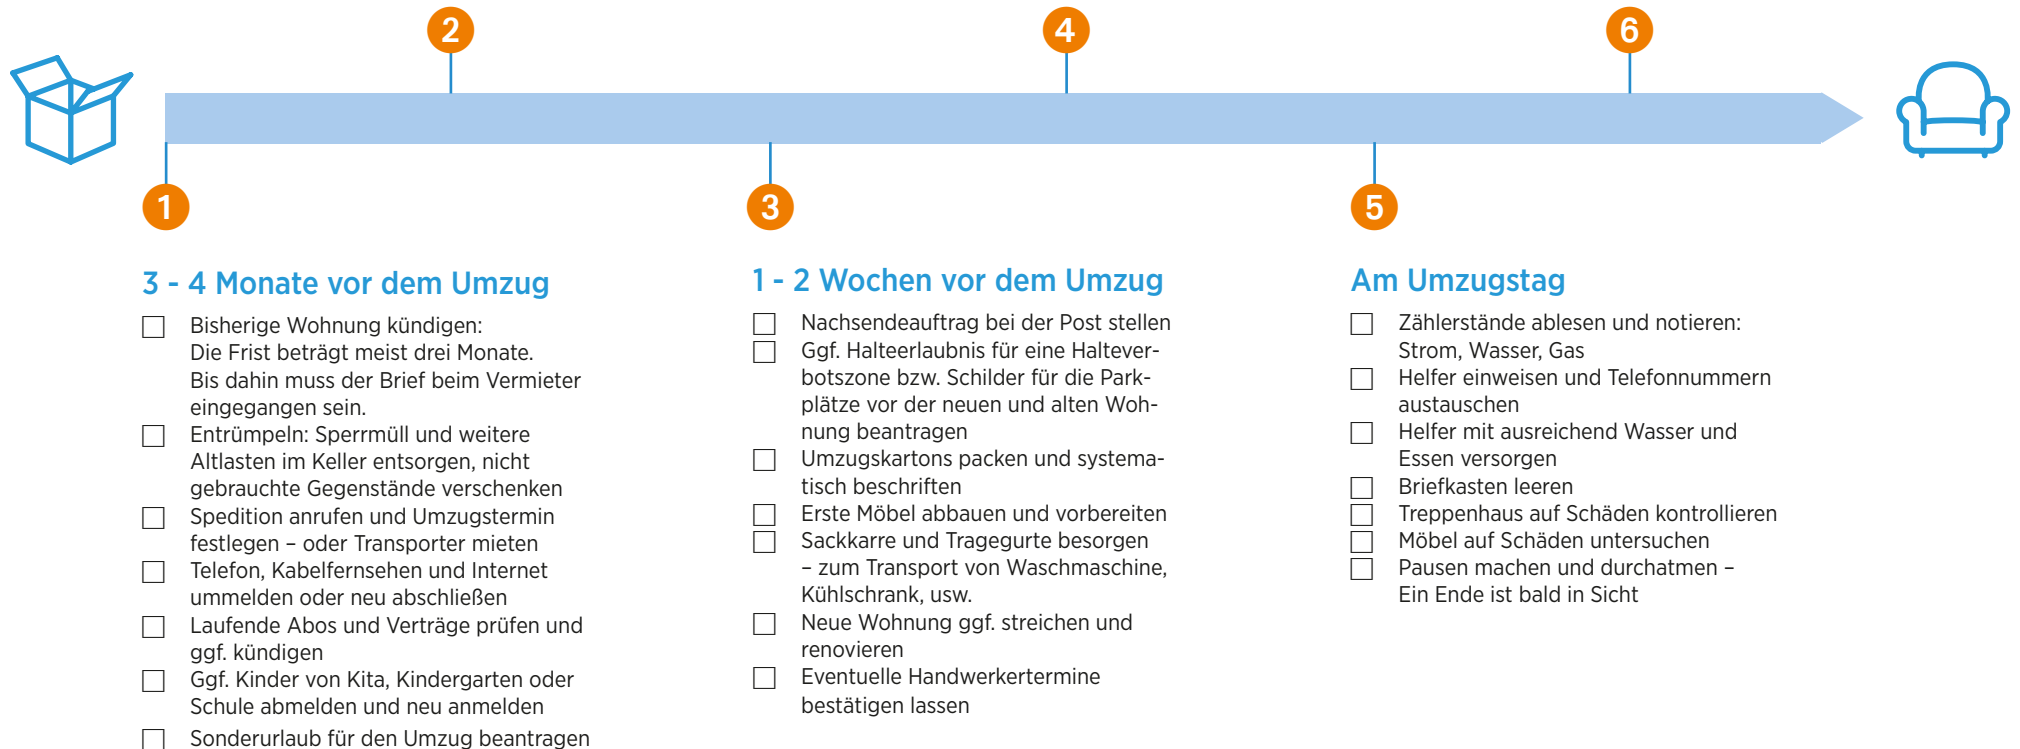 2
4
6
1
3
5
3 - 4 Monate vor dem Umzug
Bisherige Wohnung kündigen:
Die Frist beträgt meist drei Monate.
Bis dahin muss der Brief beim Vermieter
eingegangen sein.
Entrümpeln: Sperrmüll und weitere
Altlasten im Keller entsorgen, nicht
gebrauchte Gegenstände verschenken
Spedition anrufen und Umzugstermin
festlegen – oder Transporter mieten
Telefon, Kabelfernsehen und Internet
ummelden oder neu abschließen
Laufende Abos und Verträge prüfen und
ggf. kündigen
Ggf. Kinder von Kita, Kindergarten oder
Schule abmelden und neu anmelden
Sonderurlaub für den Umzug beantragen
1 - 2 Wochen vor dem Umzug
Nachsendeauftrag bei der Post stellen
Ggf. Halteerlaubnis für eine Haltever-
botszone bzw. Schilder für die Park-
plätze vor der neuen und alten Woh-
nung beantragen
Umzugskartons packen und systema-
tisch beschriften
Erste Möbel abbauen und vorbereiten
Sackkarre und Tragegurte besorgen
– zum Transport von Waschmaschine,
Kühlschrank, usw.
Neue Wohnung ggf. streichen und
renovieren
Eventuelle Handwerkertermine
bestätigen lassen
Am Umzugstag
Zählerstände ablesen und notieren:
Strom, Wasser, Gas
Helfer einweisen und Telefonnummern
austauschen
Helfer mit ausreichend Wasser und
Essen versorgen
Briefkasten leeren
Treppenhaus auf Schäden kontrollieren
Möbel auf Schäden untersuchen
Pausen machen und durchatmen –
Ein Ende ist bald in Sicht